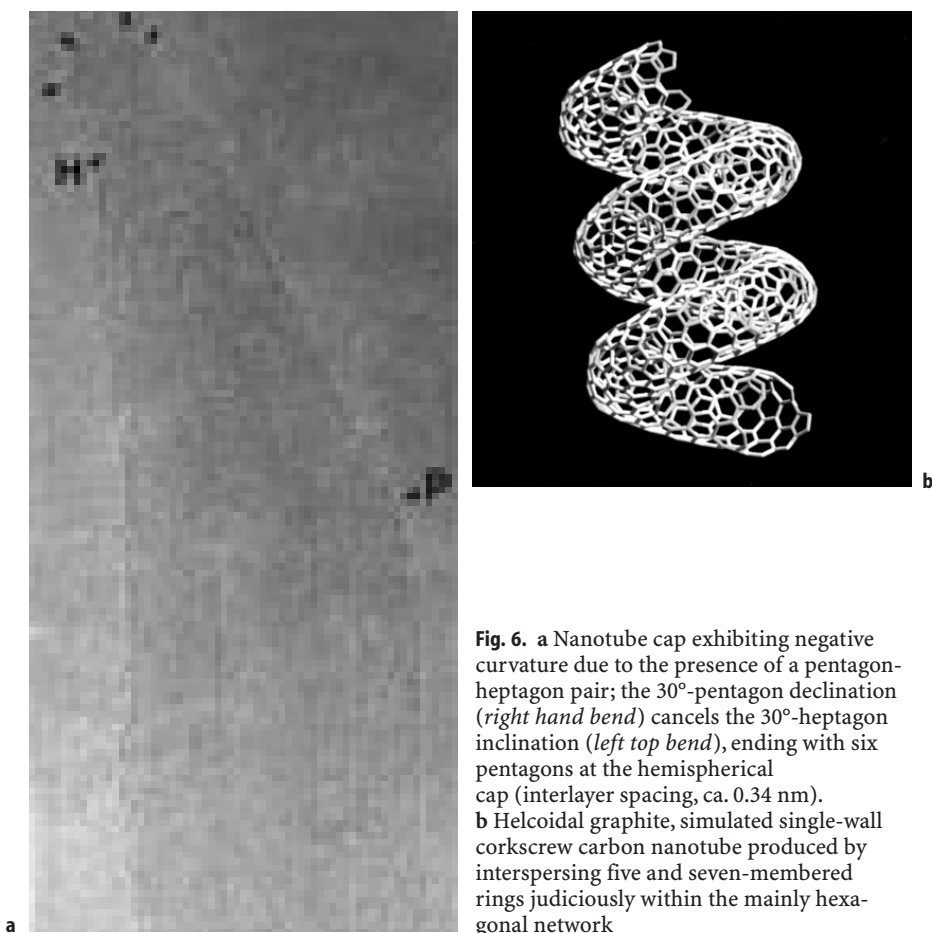 H
P
b
Fig. 6. a Nanotube cap exhibiting negative
curvature due to the presence of a pentagon-
heptagon pair; the 30°-pentagon declination
(right hand bend) cancels the 30°-heptagon
inclination (left top bend), ending with six
pentagons at the hemispherical
cap (interlayer spacing, ca. 0.34 nm).
b Helcoidal graphite, simulated single-wall
corkscrew carbon nanotube produced by
interspersing five and seven-membered
rings judiciously within the mainly hexa-
gonal network
a